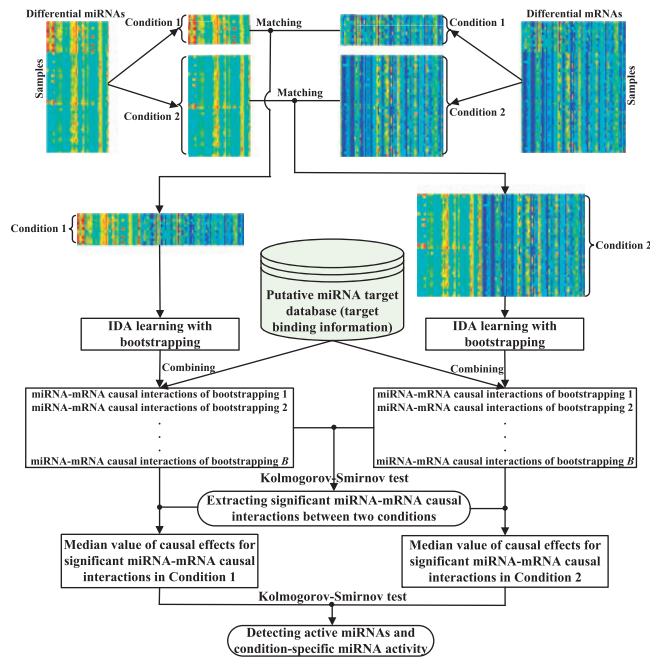 Differential miRNAs
Condition 1
Matching
Condition 1
Differential mRNAs
Samples
Condition 2
Matching
Condition 2
Samples
Condition 1
Condition 2
Putative miRNA target
database (target
binding information)
IDA learning with
bootstrapping
IDA learning with
bootstrapping
Combining
Combining
miRNA-mRNA causal interactions of bootstrapping 1
miRNA-mRNA causal interactions of bootstrapping 2
.
.
.
miRNA-mRNA causal interactions of bootstrapping B
miRNA-mRNA causal interactions of bootstrapping 1
miRNA-mRNA causal interactions of bootstrapping 2
.
.
.
miRNA-mRNA causal interactions of bootstrapping B
Kolmogorov-Smirnov test
Extracting significant miRNA-mRNA causal
interactions between two conditions
Median value of causal effects for
significant miRNA-mRNA causal
interactions in Condition 1
Median value of causal effects for
significant miRNA-mRNA causal
interactions in Condition 2
Kolmogorov-Smirnov test
Detecting active miRNAs and
condition-specific miRNA activity